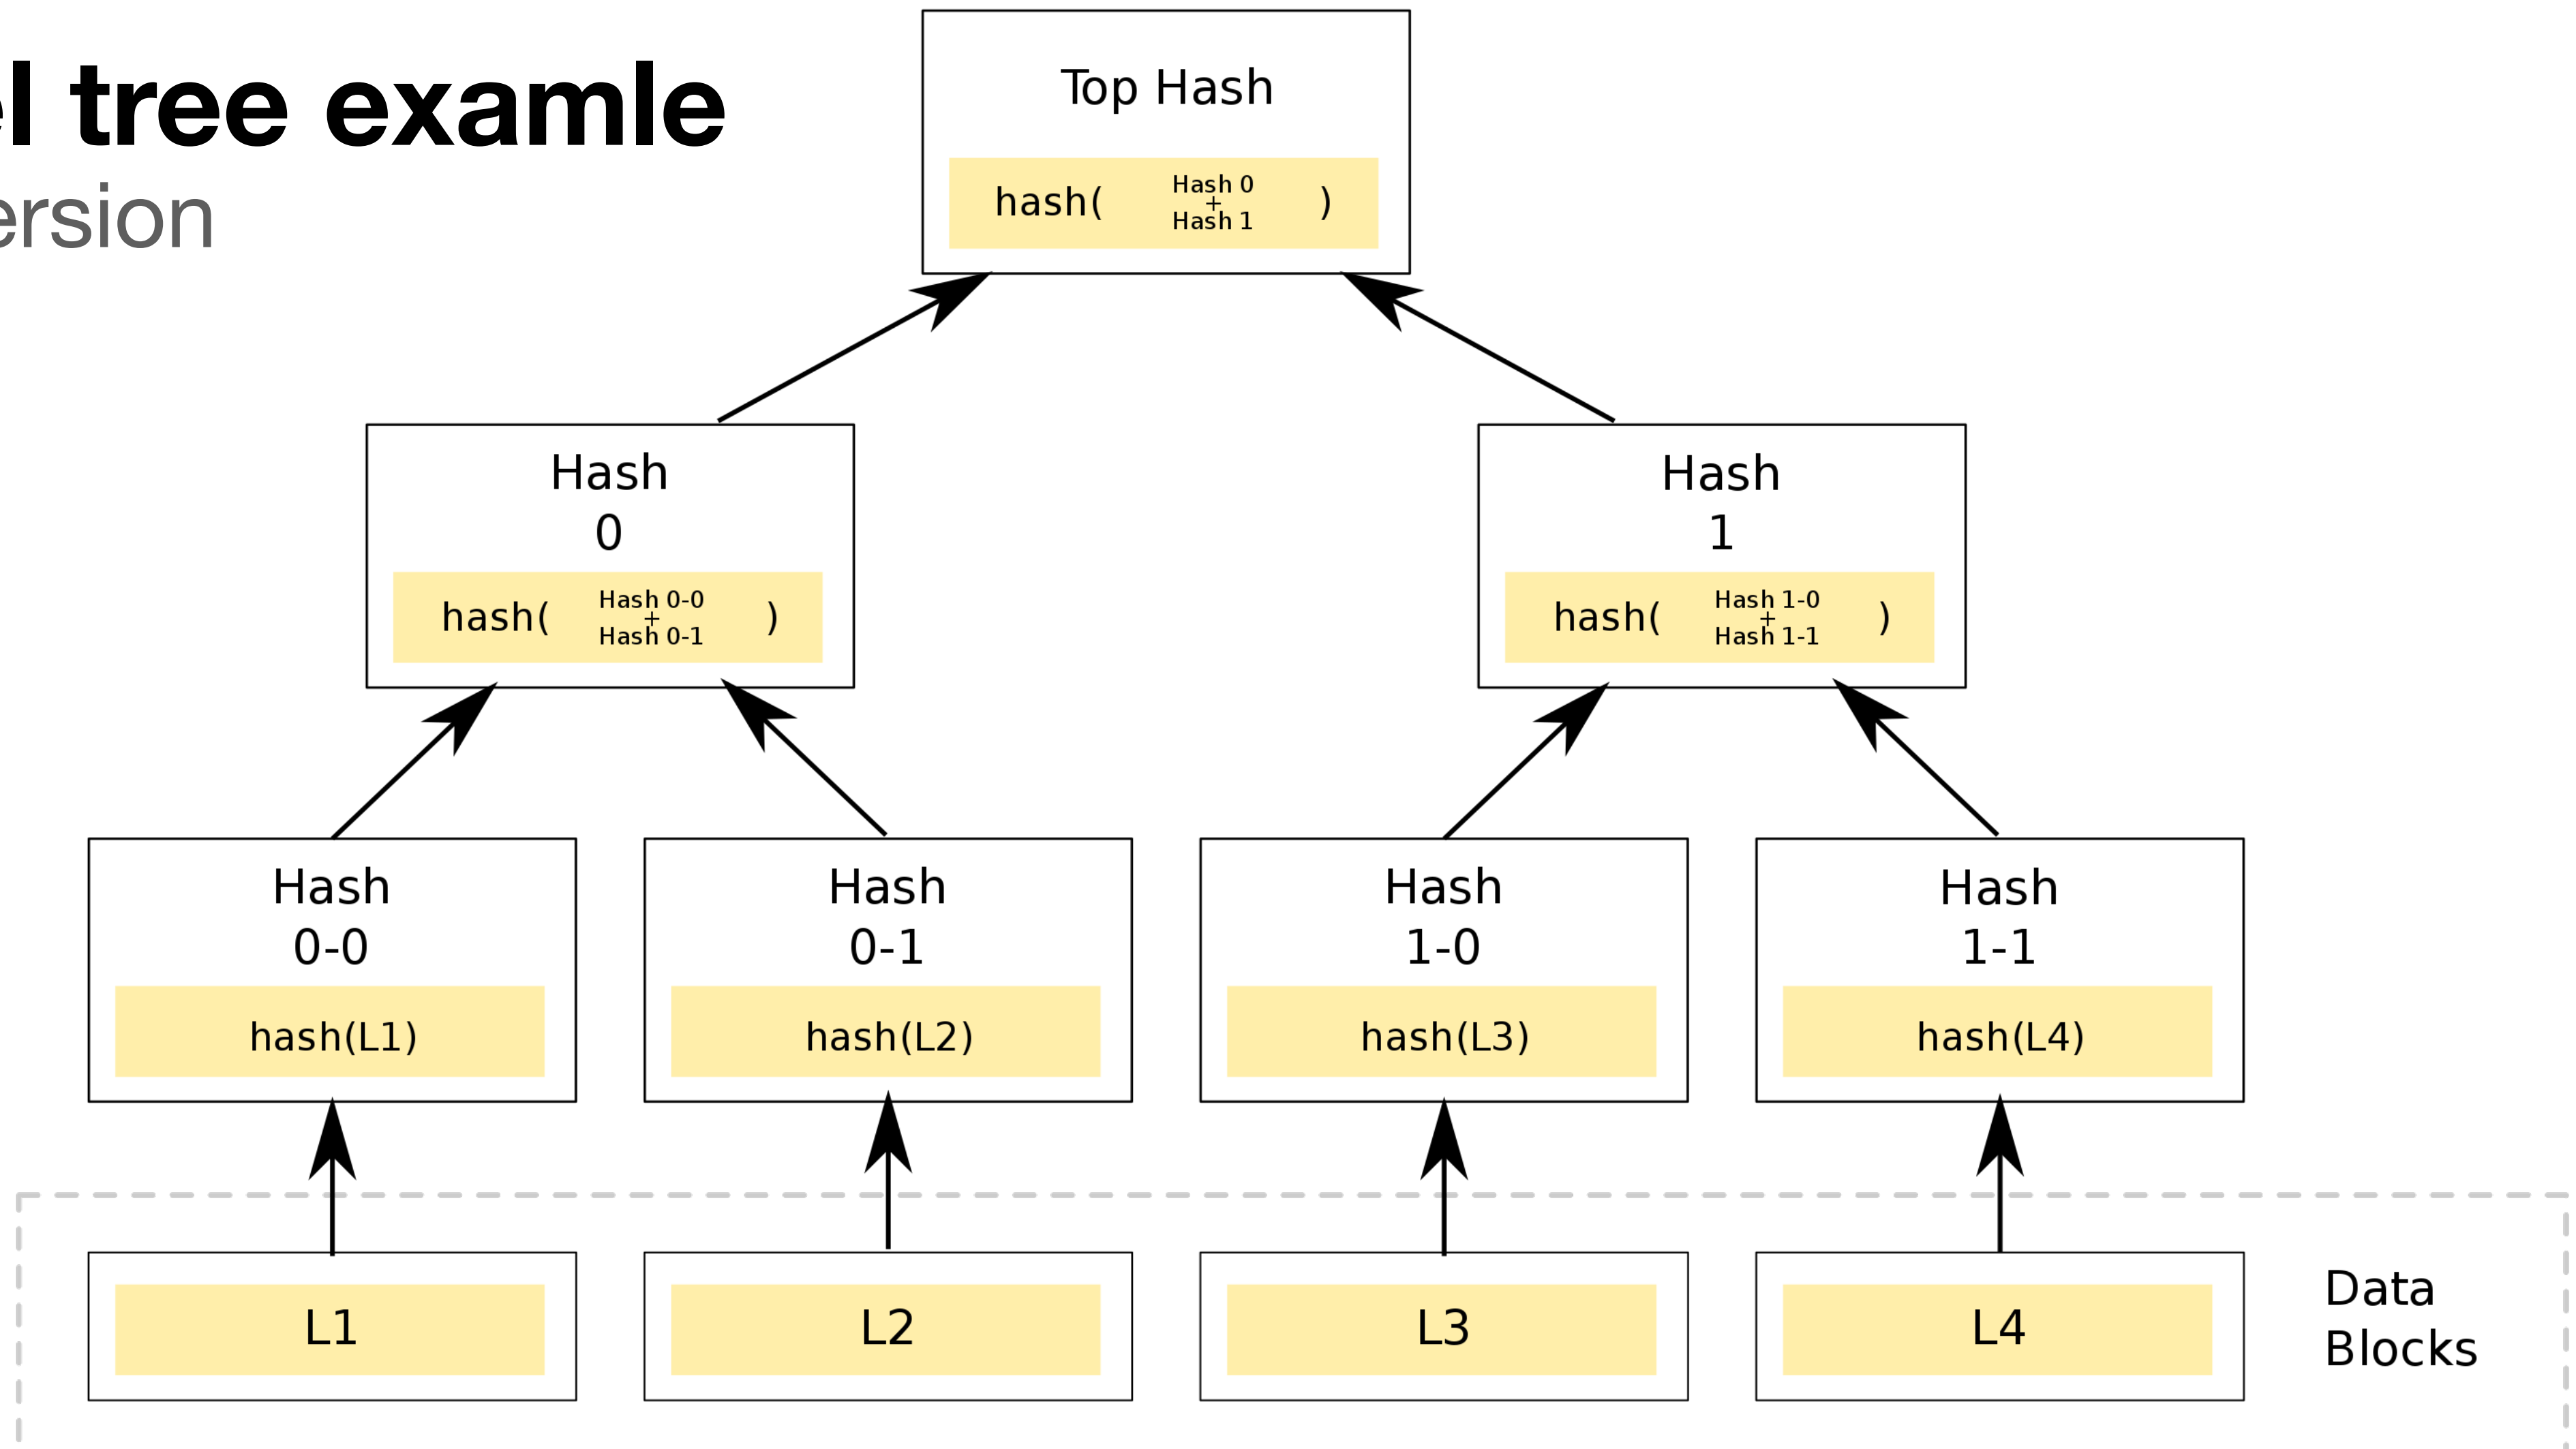 el tree examle
ersion
Top Hash
hash( Hash 0 + Hash 1 )
Hash
0
hash( Hash 0-0 + Hash 0-1 )
Hash
1
hash( Hash 1-0 + Hash 1-1 )
Hash
0-0
hash(L1)
Hash
0-1
hash(L2)
Hash
1-0
hash(L3)
Hash
1-1
hash(L4)
L1
L2
L3
L4
Data
Blocks